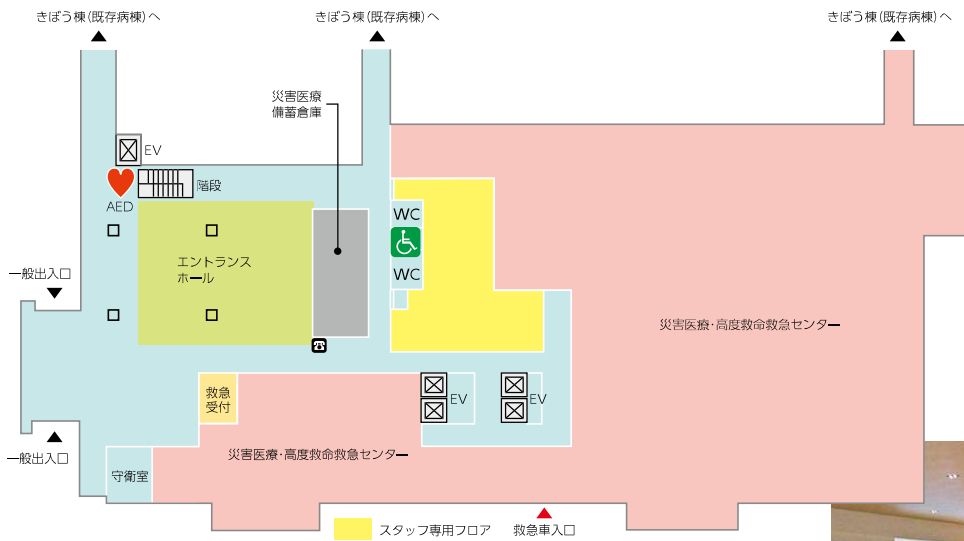 きぼう棟(既存病棟)へ
きぼう棟(既存病棟)へ
きぼう棟(既存病棟)へ
災害医療
備蓄倉庫
EV
階段
AED
WC
エントランス
ホール
WC
一般出入口
災害医療・高度救命救急センター
救急
受付
EV
EV
一般出入口
災害医療・高度救命救急センター
守衛室
スタッフ専用フロア
救急車入口